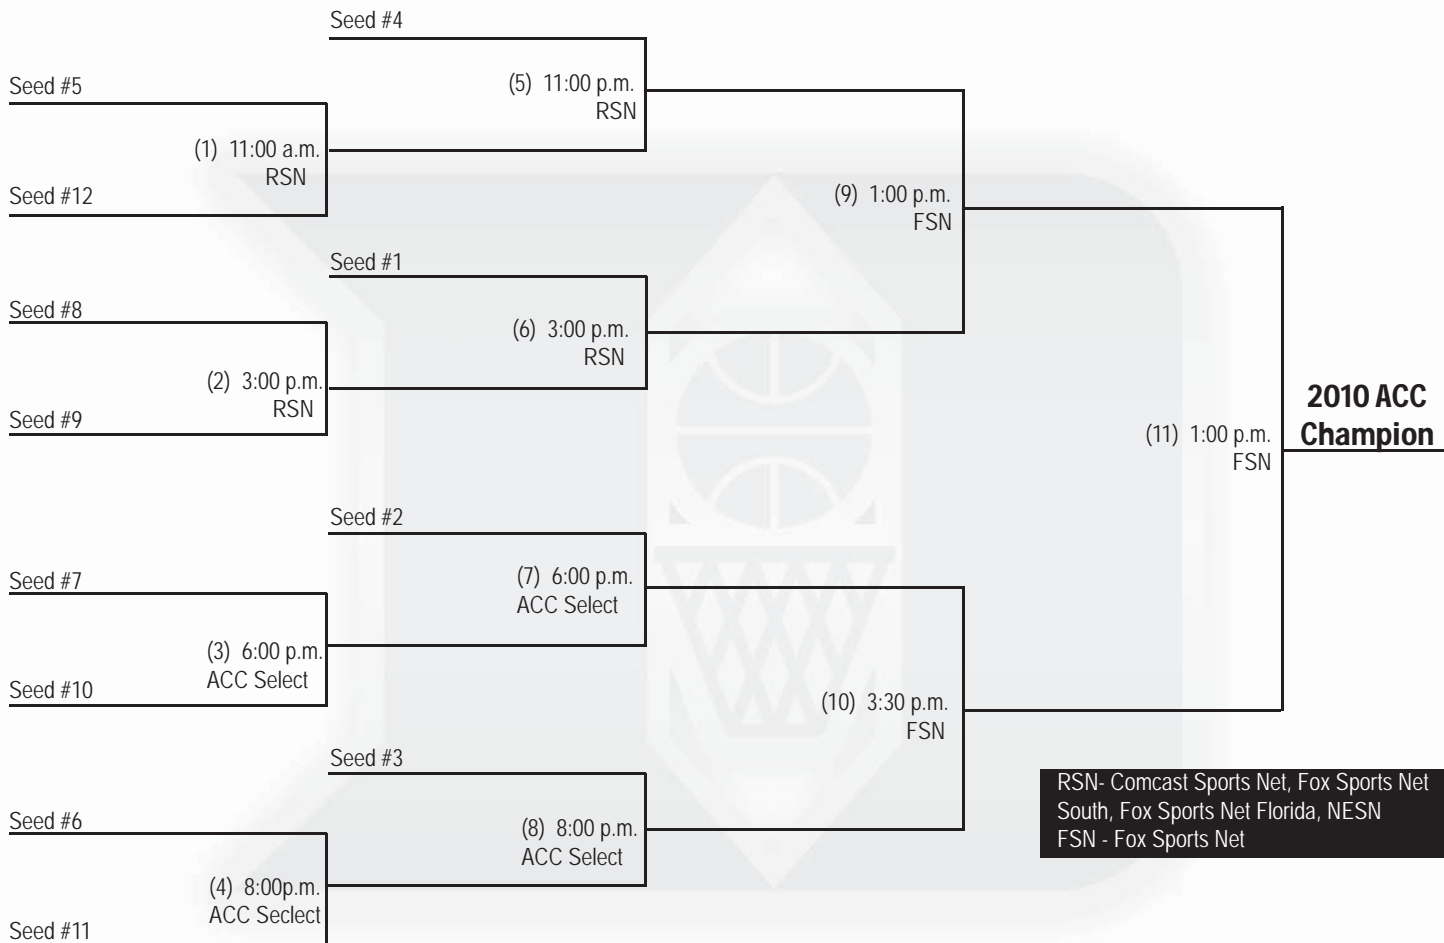 Seed #4
Seed #5
(5) 11:00 p.m.
RSN
(1) 11:00 a.m.
RSN
Seed #12
(9) 1:00 p.m.
FSN
Seed #1
Seed #8
(6) 3:00 p.m.
RSN
(2) 3:00 p.m.
RSN
Seed #9
2010 ACC
Champion
(11) 1:00 p.m.
FSN
Seed #2
Seed #7
(7) 6:00 p.m.
ACC Select
(3) 6:00 p.m.
ACC Select
Seed #10
(10) 3:30 p.m.
FSN
Seed #3
Seed #6
(8) 8:00 p.m.
ACC Select
(4) 8:00p.m.
ACC Seclect
Seed #11
RSN- Comcast Sports Net, Fox Sports Net
South, Fox Sports Net Florida, NESN
FSN - Fox Sports Net